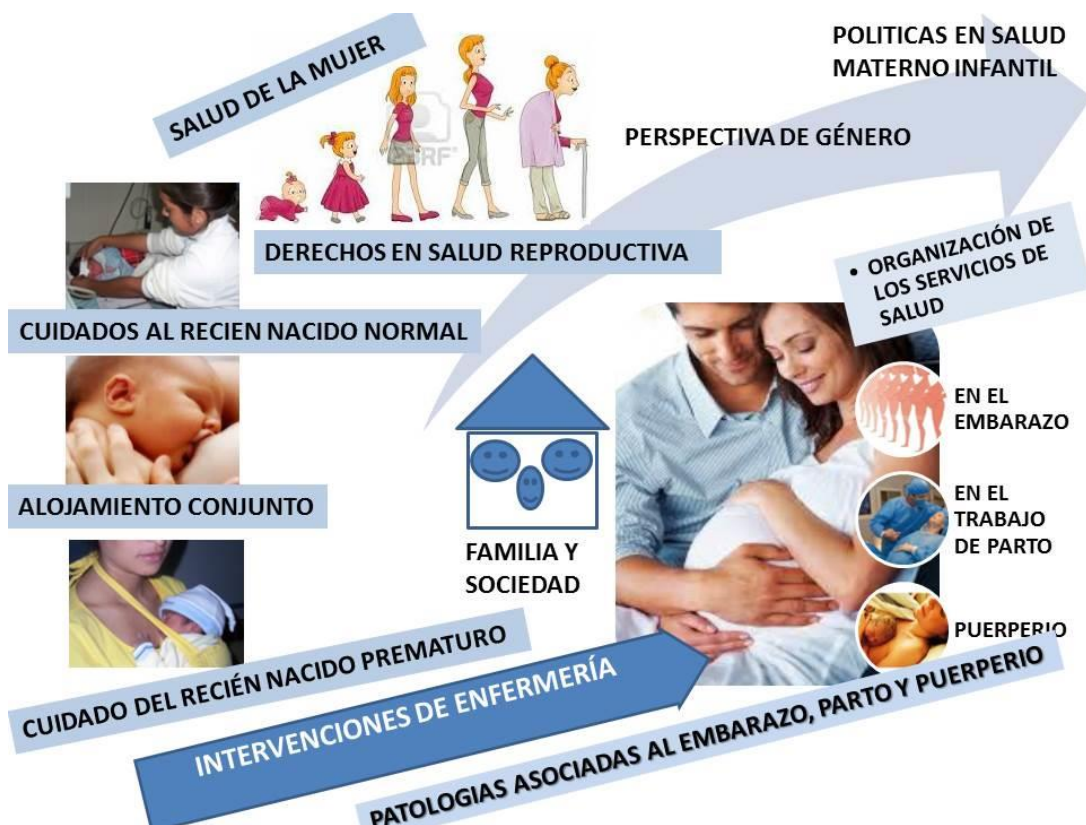 SALUD DE LA MUJER
POLITICAS EN SALUD
MATERNO INFANTIL
PERSPECTIVA DE GÉNERO
DERECHOS EN SALUD REPRODUCTIVA
• ORGANIZACIÓN DE
LOS SERVICIOS DE
SALUD
CUIDADOS AL RECIEN NACIDO NORMAL
EN EL
EMBARAZO
ALOJAMIENTO CONJUNTO
EN EL
TRABAJO
DE PARTO
FAMILIA Y
SOCIEDAD
PUERPERIO
CUIDADO DEL RECIÉN NACIDO PREMATURO
INTERVENCIONES DE ENFERMERÍA
PATOLOGIAS ASOCIADAS AL EMBARAZO, PARTO Y PUERPERIO